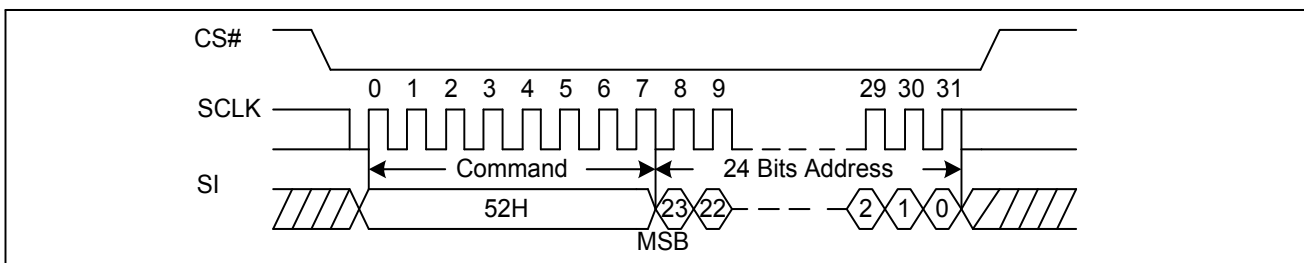 CS#
0 1 2 3 4 5 6 7 8 9 29 30 31
SCLK
Command 24 Bits Address
SI
52H 23 22 2 1 0
MSB